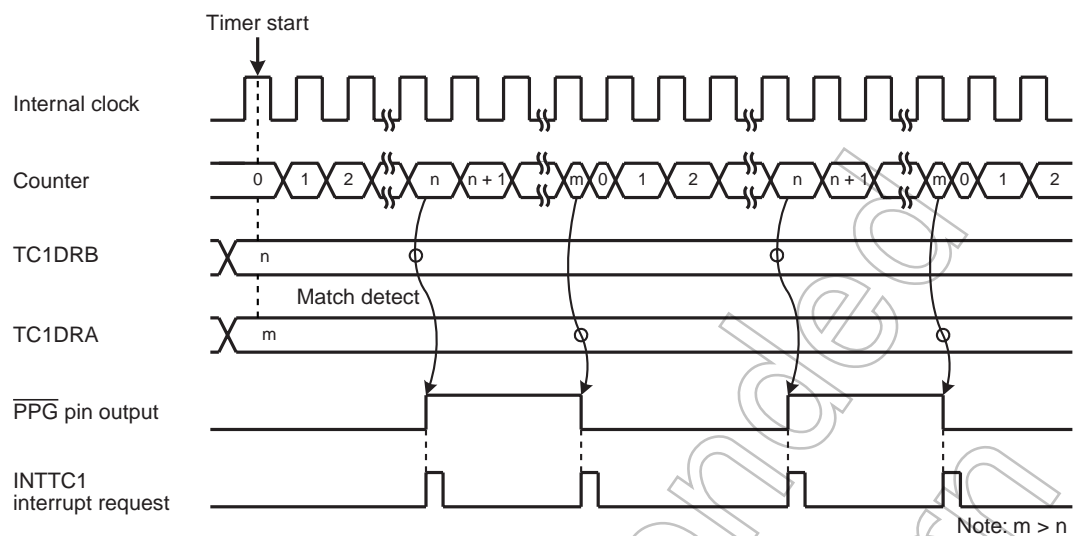 Timer start
Internal clock
Counter 0 1 2 n n + 1 m 0 1 2 n n + 1 m 0 1 2
TC1DRB n
Match detect
TC1DRA m
PPG pin output
INTTC1
interrupt request
Note: m > n